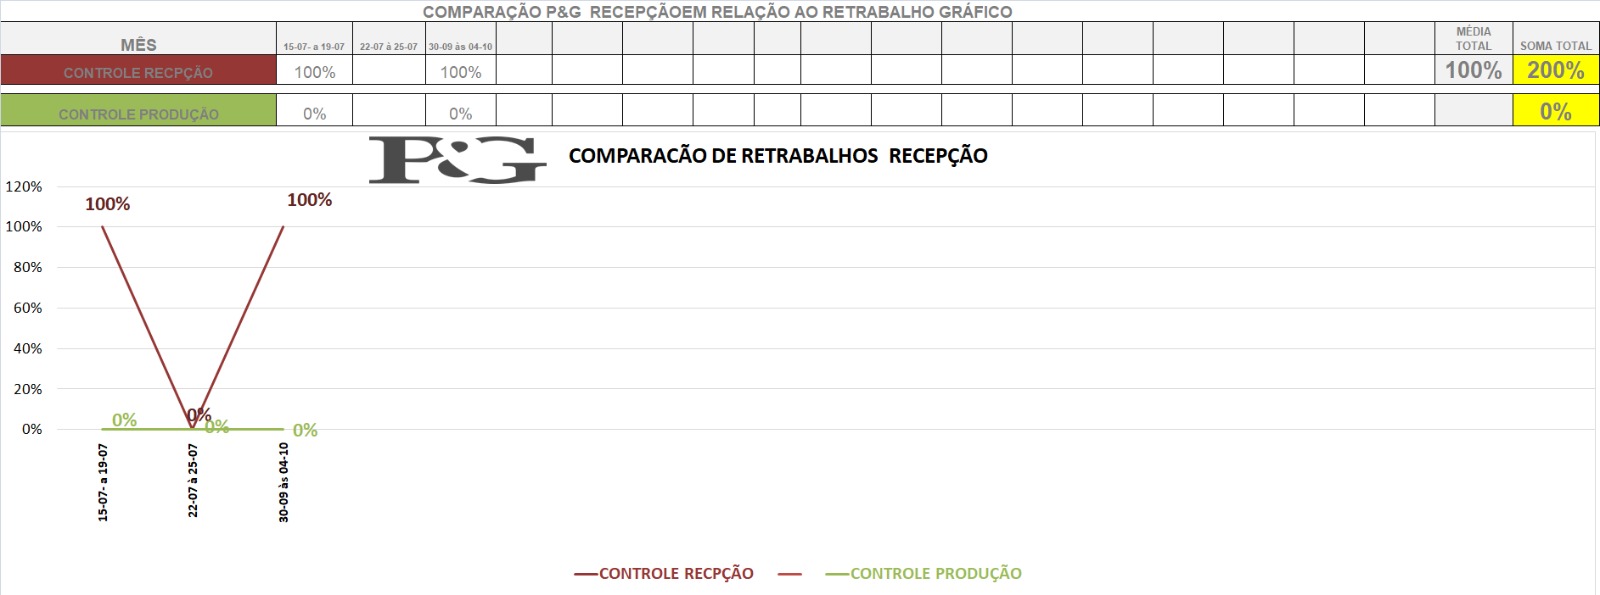 COMPARAÇÃO P&G  RECEPÇÃOEM RELAÇÃO AO RETRABALHO GRÁFICO
MÊS 15-07- a 19-07 22-07 à 25-07 30-09 às 04-10 MÉDIA TOTAL SOMA TOTAL
CONTROLE RECPÇÃO 100% 100% 100% 200%
CONTROLE PRODUÇÃO 0% 0% 0%
P&G COMPARACÃO DE RETRABALHOS  RECEPÇÃO
120%
100% 100%
100%
80%
60%
40%
20%
0% 0% 0% 0% 0%
15-07- a 19-07
22-07 à 25-07
30-09 às 04-10
CONTROLE RECPÇÃO CONTROLE PRODUÇÃO